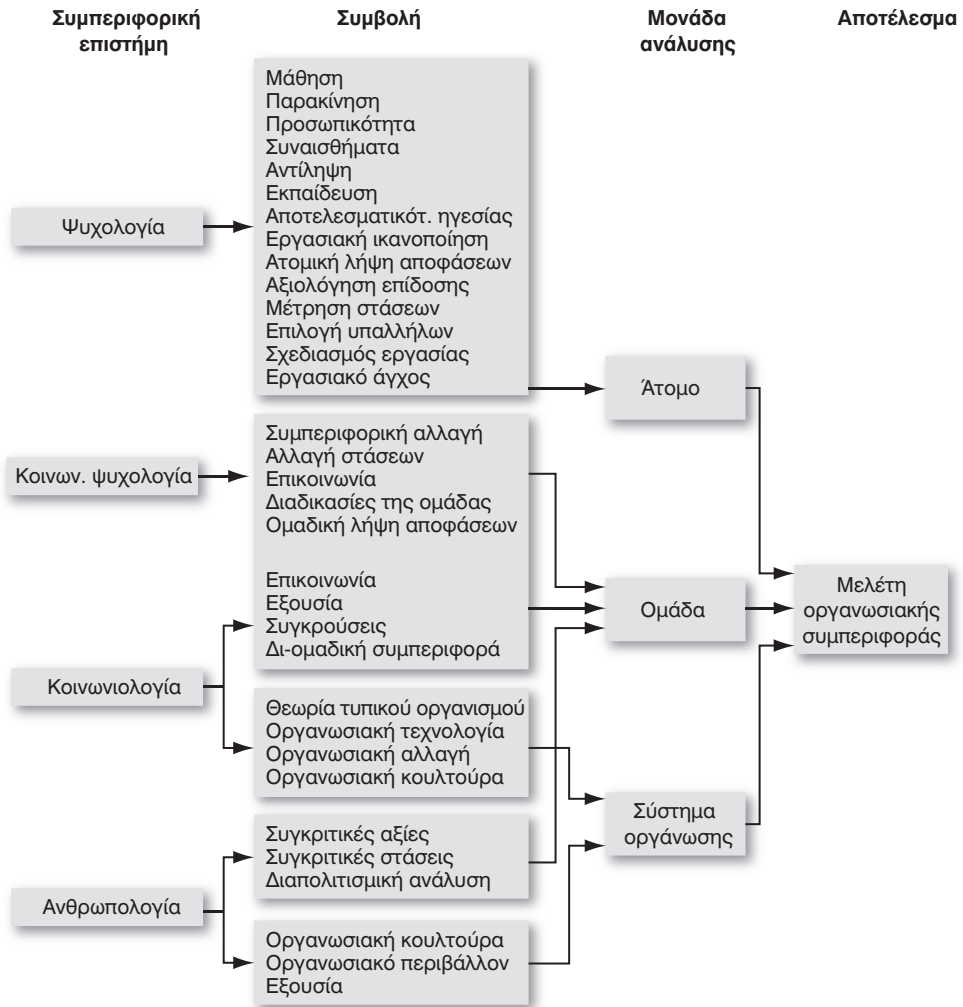 Συμπεριφορική
επιστήμη
Συμβολή
Μονάδα
ανάλυσης
Αποτέλεσμα
Ψυχολογία
Μάθηση
Παρακίνηση
Προσωπικότητα
Συναισθήματα
Αντίληψη
Εκπαίδευση
Αποτελεσματικότ. ηγεσίας
Εργασιακή ικανοποίηση
Ατομική λήψη αποφάσεων
Αξιολόγηση επίδοσης
Μέτρηση στάσεων
Επιλογή υπαλλήλων
Σχεδιασμός εργασίας
Εργασιακό άγχος
Άτομο
Κοινων. ψυχολογία
Συμπεριφορική αλλαγή
Αλλαγή στάσεων
Επικοινωνία
Διαδικασίες της ομάδας
Ομαδική λήψη αποφάσεων
Επικοινωνία
Εξουσία
Συγκρούσεις
Δι-ομαδική συμπεριφορά
Ομάδα
Μελέτη
οργανωσιακής
συμπεριφοράς
Κοινωνιολογία
Θεωρία τυπικού οργανισμού
Οργανωσιακή τεχνολογία
Οργανωσιακή αλλαγή
Οργανωσιακή κουλτούρα
Σύστημα
οργάνωσης
Ανθρωπολογία
Συγκριτικές αξίες
Συγκριτικές στάσεις
Διαπολιτισμική ανάλυση
Οργανωσιακή κουλτούρα
Οργανωσιακό περιβάλλον
Εξουσία